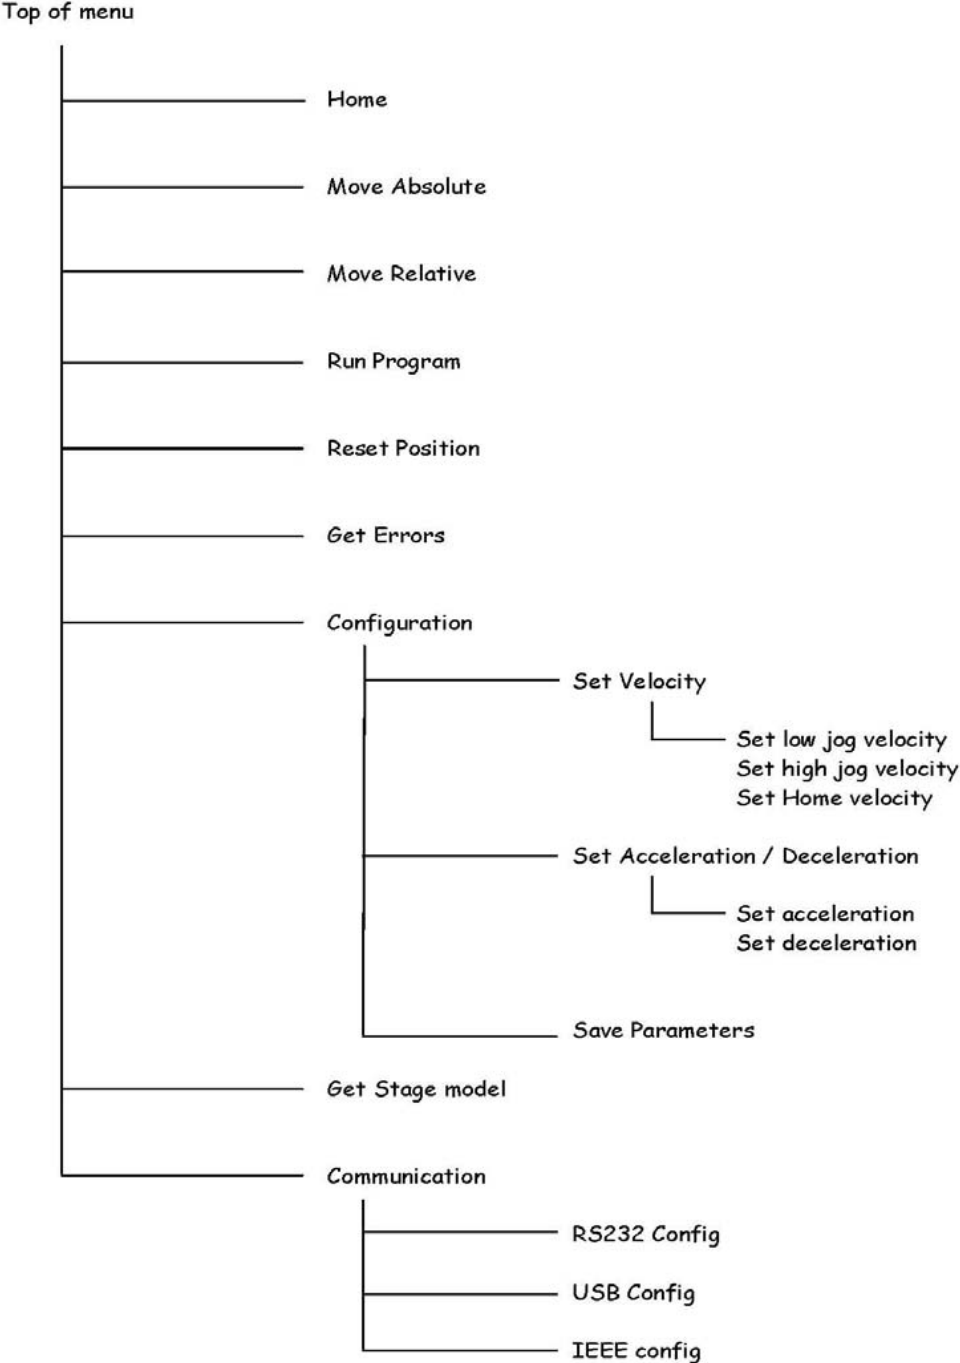 Top of menu
Home
Move Absolute
Move Relative
Run Program
Reset Position
Get Errors
Configuration
Set Velocity
Set low jog velocity
Set high jog velocity
Set Home velocity
Set Acceleration / Deceleration
Set acceleration
Set deceleration
Save Parameters
Get Stage model
Communication
RS232 Config
USB Config
IEEE config